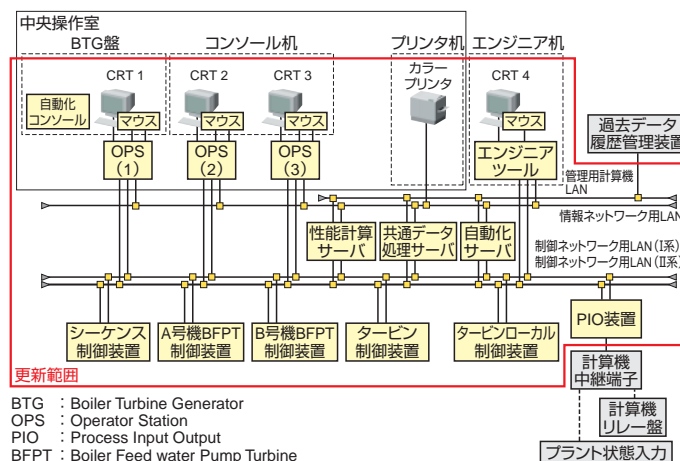 中央操作室
BTG盤
コンソール机
プリンタ机
エンジニア机
CRT 1
CRT 2
CRT 3
カラー
プリンタ
CRT 4
自動化
コンソール
マウス
マウス
マウス
マウス
過去データ
履歴管理装置
OPS
(1)
OPS
(2)
OPS
(3)
エンジニア
ツール
管理用計算機
LAN
情報ネットワーク用LAN
性能計算
サーバ
共通データ
処理サーバ
自動化
サーバ
制御ネットワーク用LAN(Ⅰ系)
制御ネットワーク用LAN(Ⅱ系)
シーケンス
制御装置
A号機BFPT
制御装置
B号機BFPT
制御装置
タービン
制御装置
タービンローカル
制御装置
PIO装置
更新範囲
計算機
中継端子
計算機
リレー盤
プラント状態入力
BTG : Boiler Turbine Generator
OPS : Operator Station
PIO : Process Input Output
BFPT : Boiler Feed water Pump Turbine